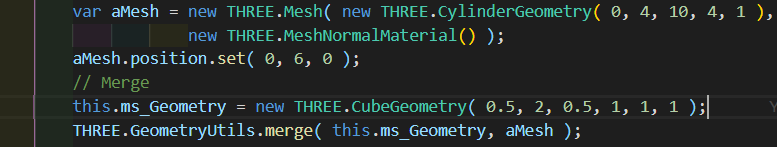 var aMesh = new THREE.Mesh( new THREE.CylinderGeometry( 0, 4, 10, 4, 1 ),
new THREE.MeshNormalMaterial() );
aMesh.position.set( 0, 6, 0 );
// Merge
this.ms_Geometry = new THREE.CubeGeometry( 0.5, 2, 0.5, 1, 1, 1 );
THREE.GeometryUtils.merge( this.ms_Geometry, aMesh );